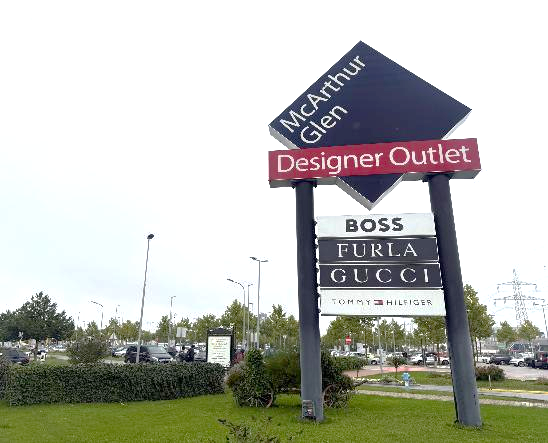 McArthur
Glen
Designer Outlet
BOSS
FURLA
GUCCI
TOMMY HILFIGER